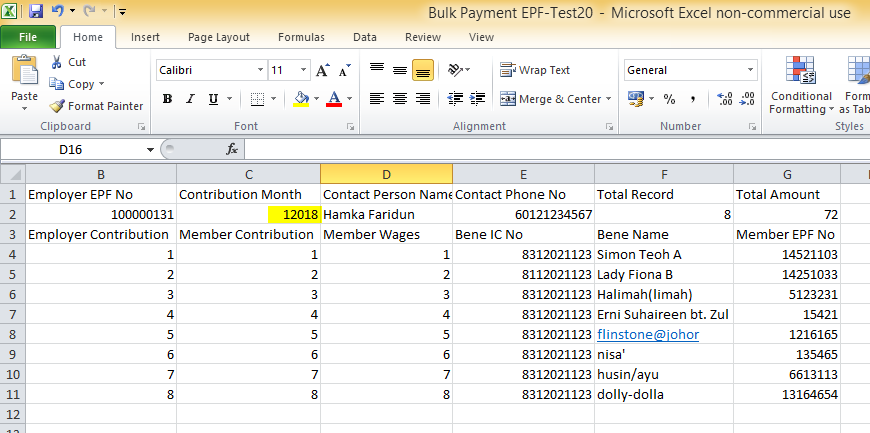 Bulk Payment EPF-Test20 - Microsoft Excel non-commercial use
File Home Insert Page Layout Formulas Data Review View
Paste Cut Calibri 11 A A Wrap Text General Conditional Formatting Form as Tab
Copy
Format Painter B I U A Merge & Center % , .0 .00 .00 .0
Clipboard Font Alignment Number Styles
D16 fx
B C D E F G
1 Employer EPF No Contribution Month Contact Person Name Contact Phone No Total Record Total Amount
2 100000131 12018 Hamka Faridun 60121234567 8 72
3 Employer Contribution Member Contribution Member Wages Bene IC No Bene Name Member EPF No
4 1 1 1 8312021123 Simon Teoh A 14521103
5 2 2 2 8112021123 Lady Fiona B 14251033
6 3 3 3 8312021123 Halimah(limah) 5123231
7 4 4 4 8312021123 Erni Suhaireen bt. Zul 15421
8 5 5 5 8312021123 flinstone@johor 1216165
9 6 6 6 8312021123 nisa' 135465
10 7 7 7 8312021123 husin/ayu 6613113
11 8 8 8 8312021123 dolly-dolla 13164654
12
13